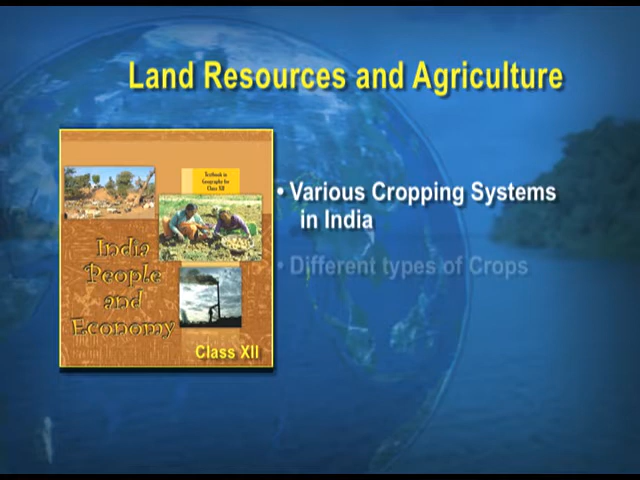 Land Resources and Agriculture
Textbook in
Geography for
Class XII
India
People
and
Economy
Class XII
• Various Cropping Systems
in India
• Different types of Crops